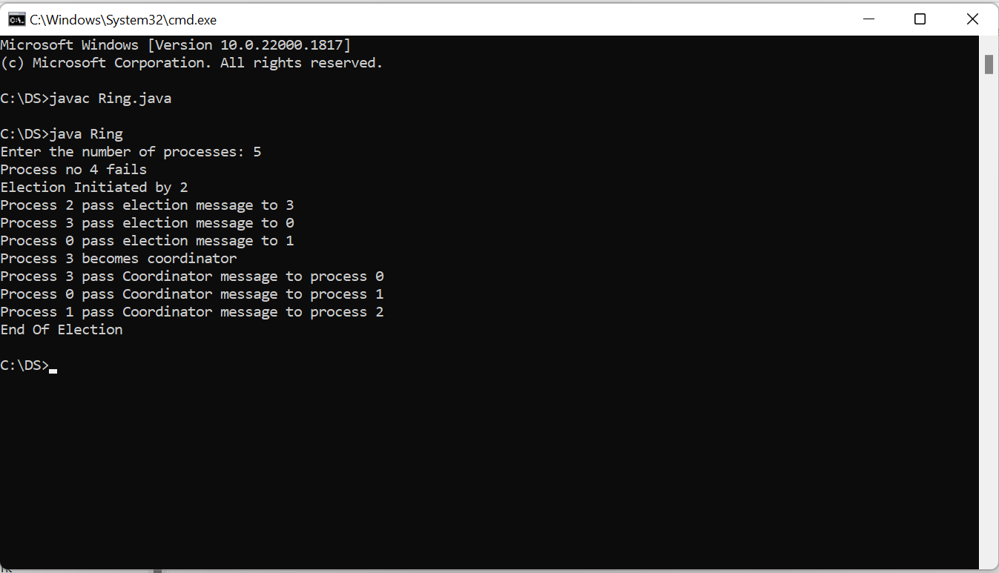 C:\Windows\System32\cmd.exe
Microsoft Windows [Version 10.0.22000.1817]
(c) Microsoft Corporation. All rights reserved.
C:\DS>javac Ring.java
C:\DS>java Ring
Enter the number of processes: 5
Process no 4 fails
Election Initiated by 2
Process 2 pass election message to 3
Process 3 pass election message to 0
Process 0 pass election message to 1
Process 3 becomes coordinator
Process 3 pass Coordinator message to process 0
Process 0 pass Coordinator message to process 1
Process 1 pass Coordinator message to process 2
End Of Election
C:\DS>